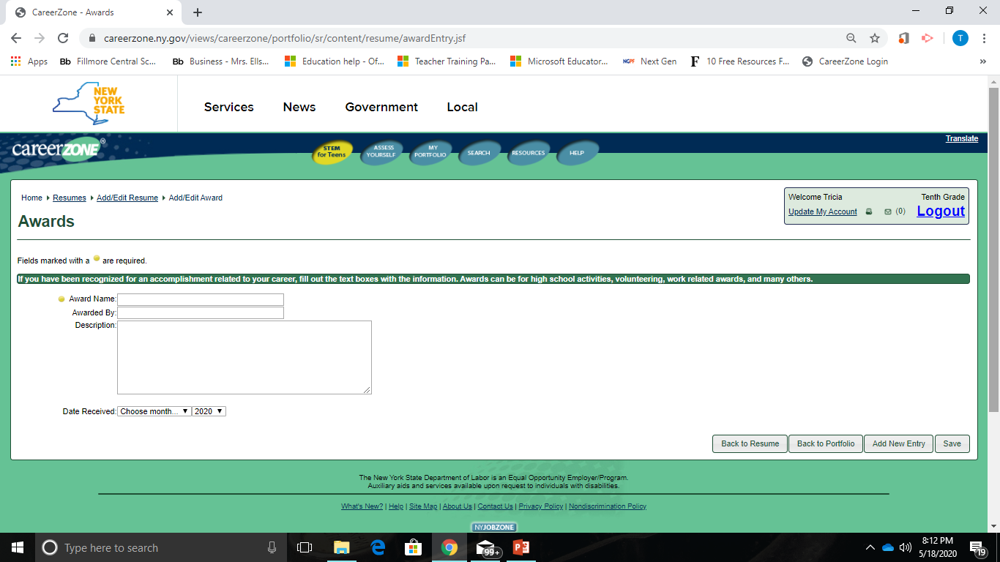 CareerZone - Awards
careerzone.ny.gov/views/careerzone/portfolio/sr/content/resume/awardEntry.jsf
T
Apps Bb Fillmore Central Sc... Bb Business - Mrs. Ells... Education help - Of... Teacher Training Pa... Microsoft Educator... NGPF Next Gen F 10 Free Resources F... CareerZone Login »
NEW
YORK
STATE
Services News Government Local
Translate
careerZONE®
STEM
for Teens
ASSESS
YOURSELF
MY
PORTFOLIO
SEARCH
RESOURCES
HELP
Home Resumes Add/Edit Resume Add/Edit Award
Welcome Tricia Tenth Grade
Update My Account (0) Logout
Awards
Fields marked with a are required.
If you have been recognized for an accomplishment related to your career, fill out the text boxes with the information. Awards can be for high school activities, volunteering, work related awards, and many others.
Award Name:
Awarded By:
Description:
Date Received: Choose month... 2020
Back to Resume Back to Portfolio Add New Entry Save
The New York State Department of Labor is an Equal Opportunity Employer/Program.
Auxiliary aids and services available upon request to individuals with disabilities.
What's New? | Help | Site Map | About Us | Contact Us | Privacy Policy | Nondiscrimination Policy
NYJOBZONE
Type here to search
99+
8:12 PM
5/18/2020
19